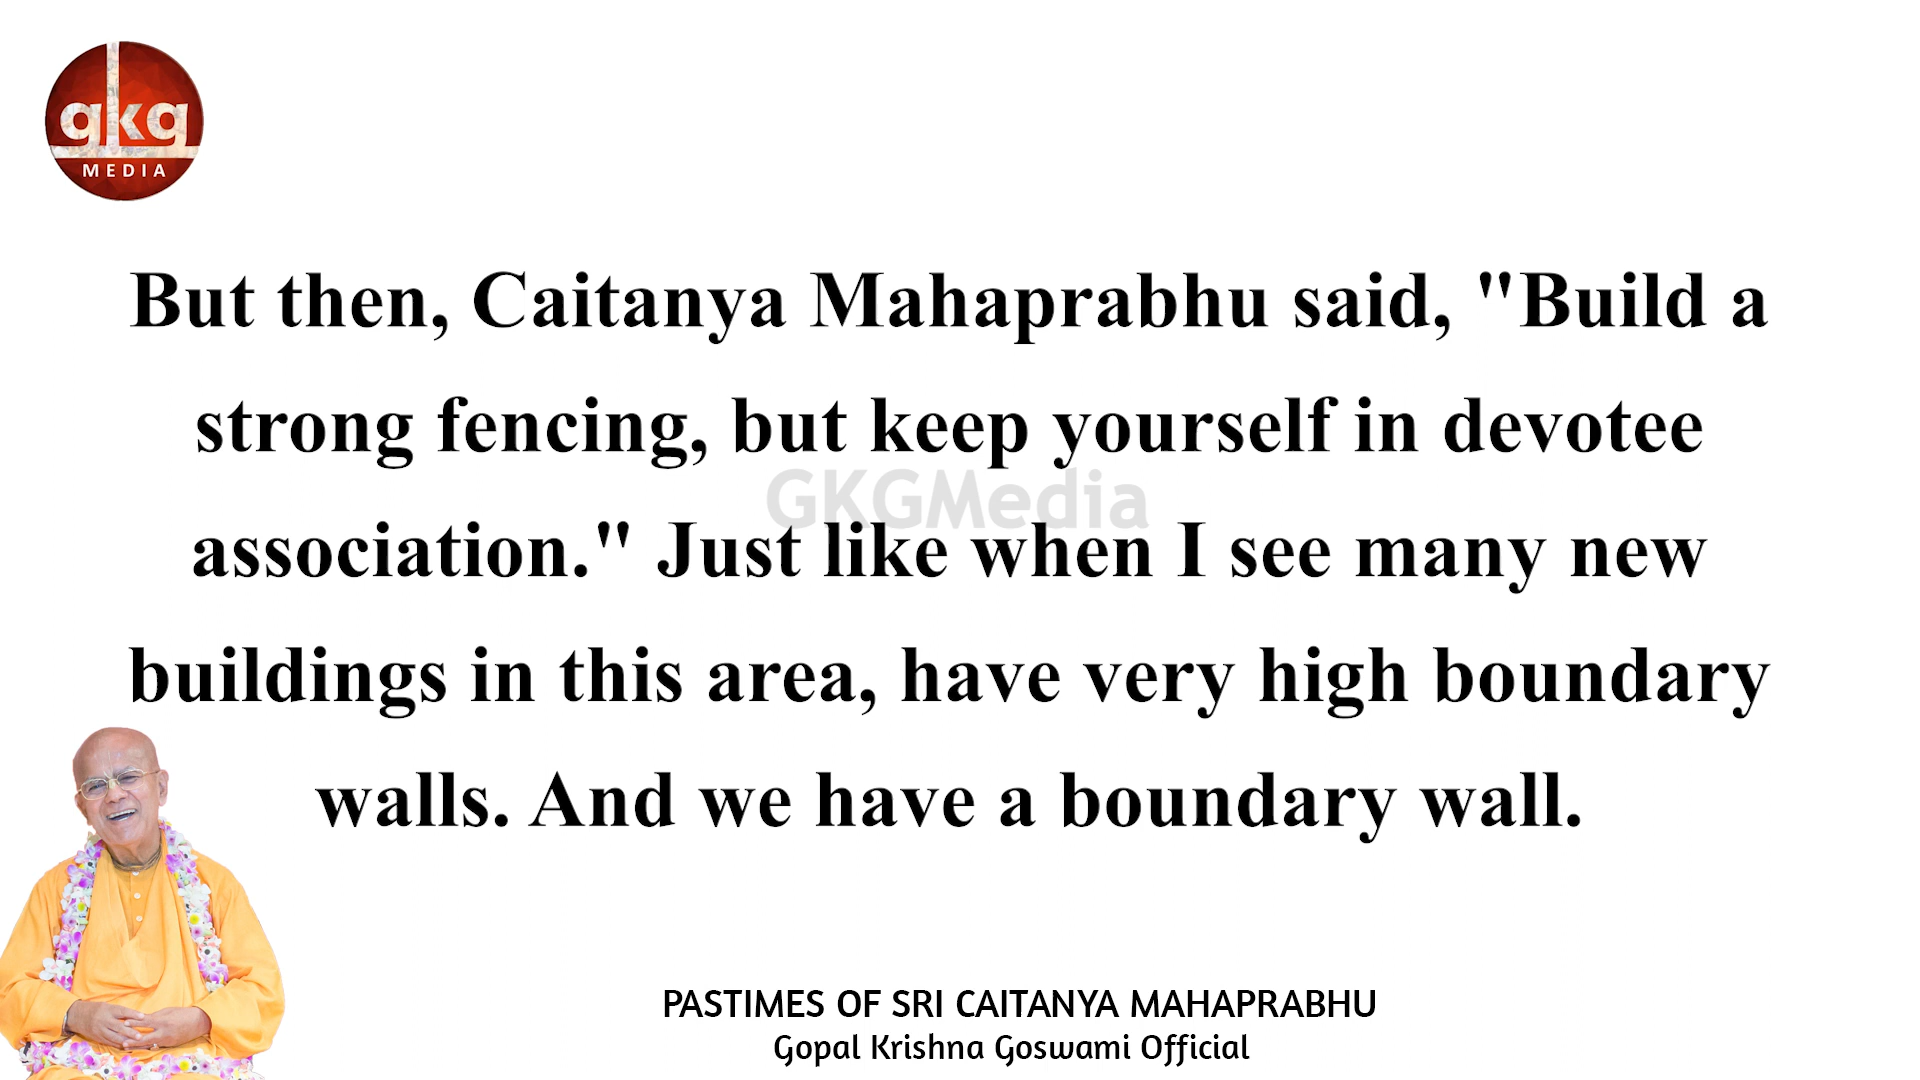 gkg
MEDIA
But then, Caitanya Mahaprabhu said, "Build a
strong fencing, but keep yourself in devotee
GKGMedia
association." Just like when I see many new
buildings in this area, have very high boundary
walls. And we have a boundary wall.
PASTIMES OF SRI CAITANYA MAHAPRABHU
Gopal Krishna Goswami Official